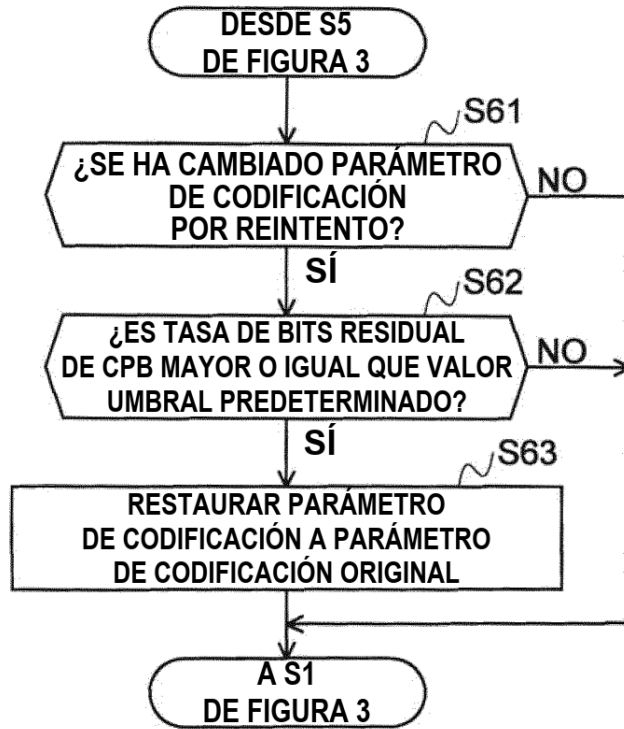 DESDE S5
DE FIGURA 3
S61
¿SE HA CAMBIADO PARÁMETRO
DE CODIFICACIÓN
POR REINTENTO?
NO
SÍ
S62
¿ES TASA DE BITS RESIDUAL
DE CPB MAYOR O IGUAL QUE VALOR
UMBRAL PREDETERMINADO?
NO
SÍ
S63
RESTAURAR PARÁMETRO
DE CODIFICACIÓN A PARÁMETRO
DE CODIFICACIÓN ORIGINAL
A S1
DE FIGURA 3